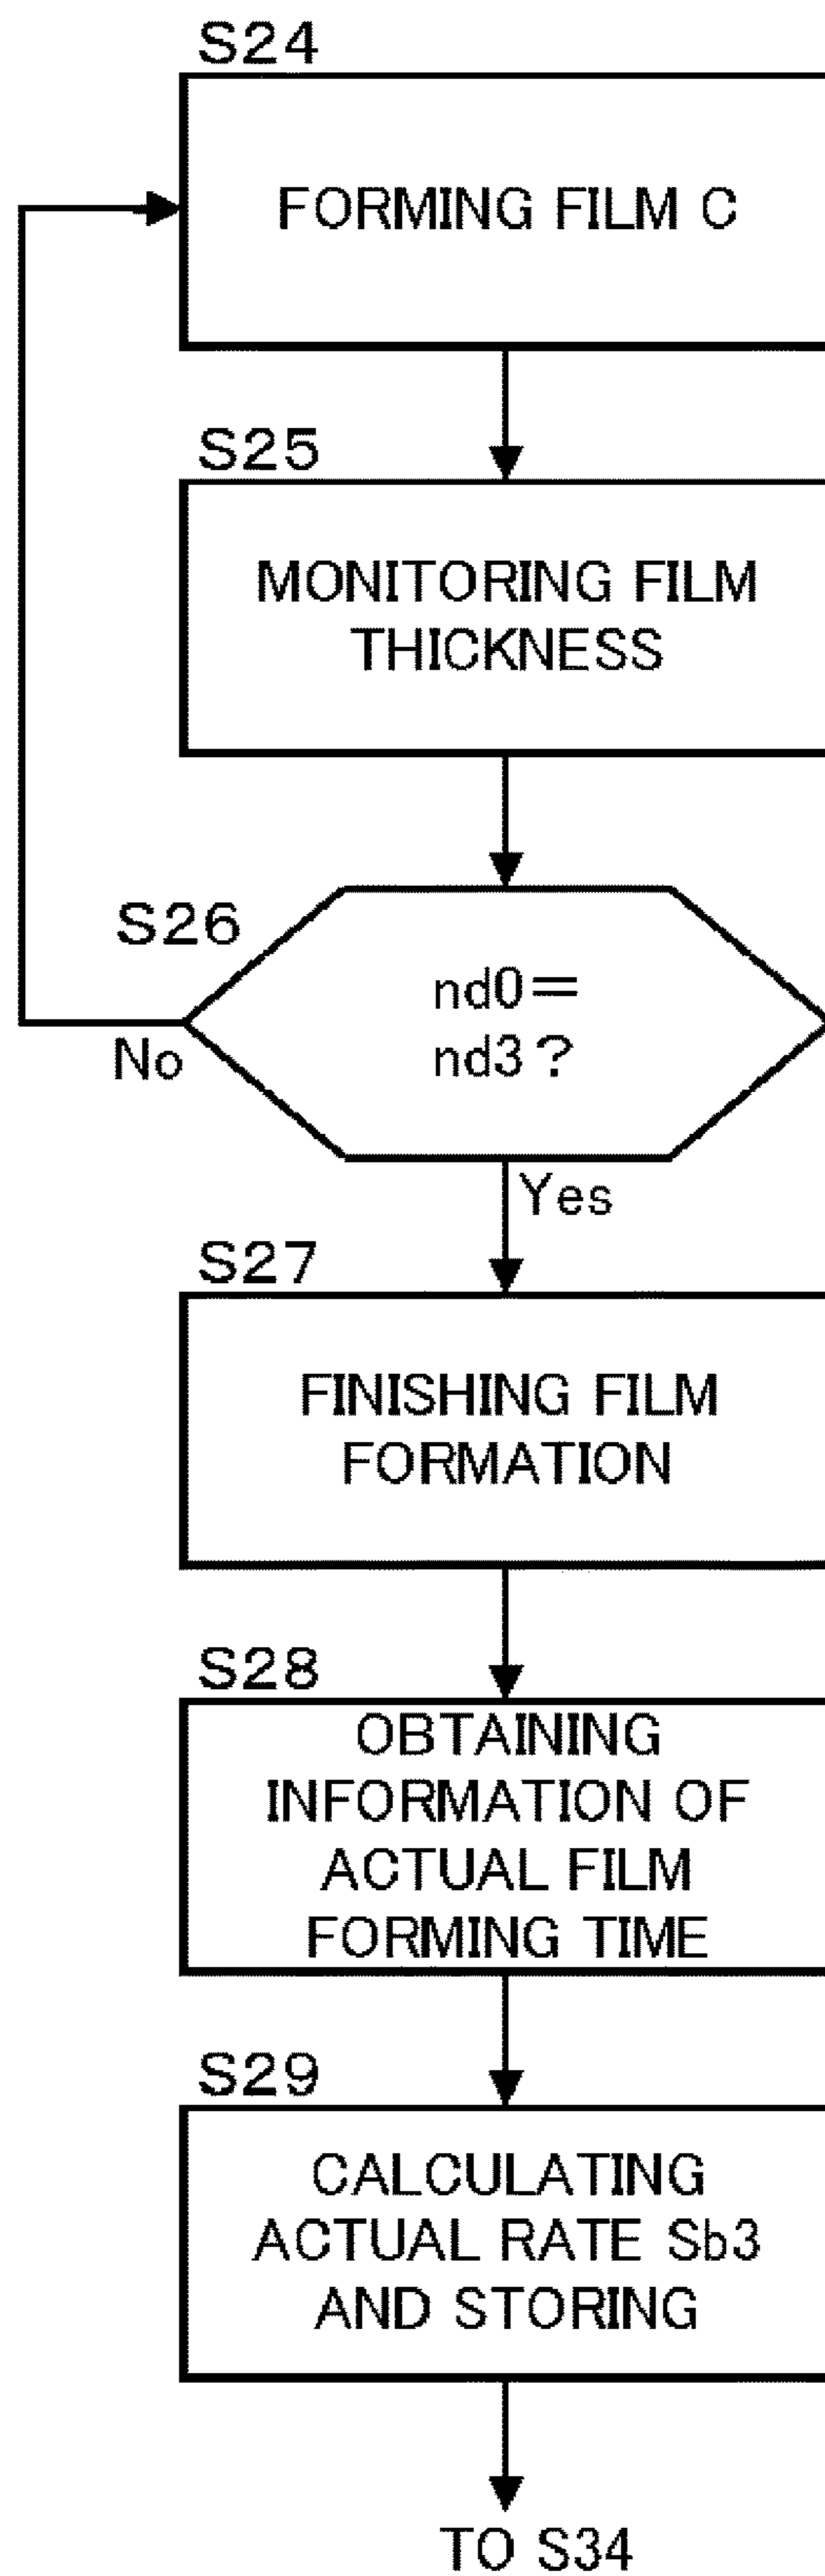 S24
FORMING FILM C
S25
MONITORING FILM
THICKNESS
S26
nd0=
nd3?
No
Yes
S27
FINISHING FILM
FORMATION
S28
OBTAINING
INFORMATION OF
ACTUAL FILM
FORMING TIME
S29
CALCULATING
ACTUAL RATE Sb3
AND STORING
TO S34